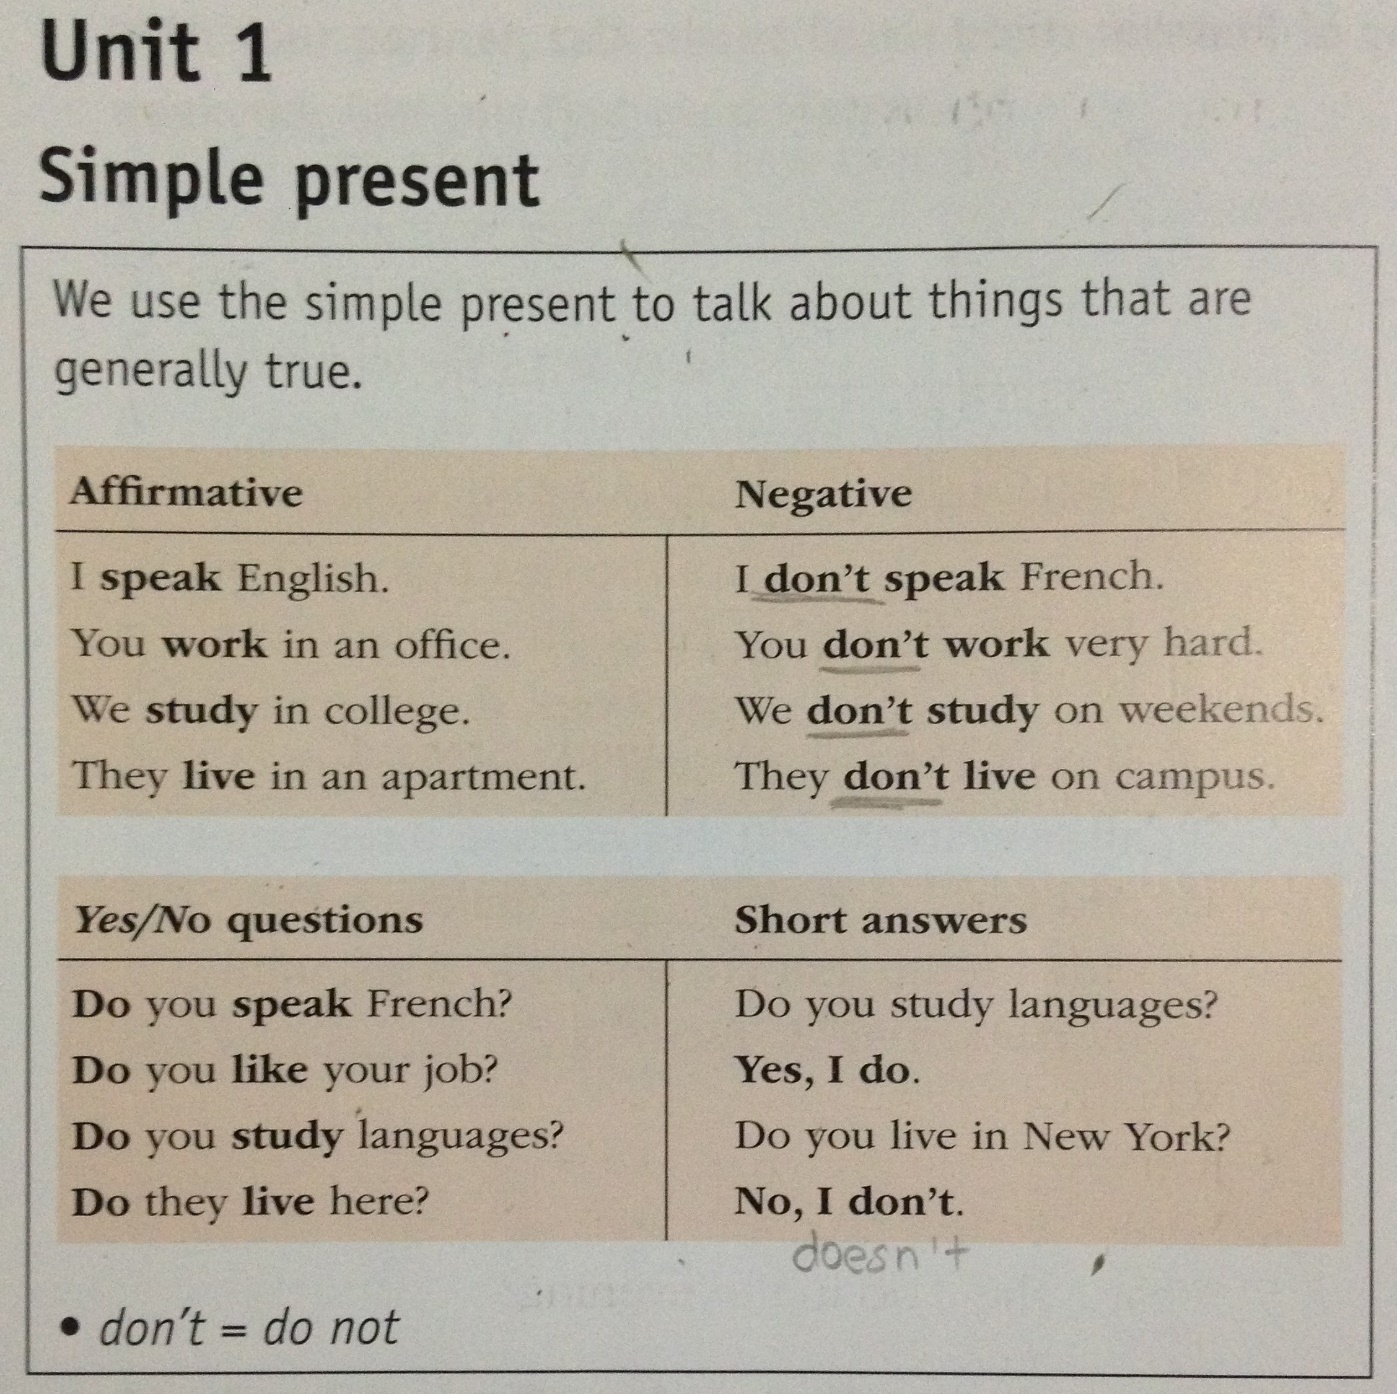 Unit 1
Simple present
We use the simple present to talk about things that are
generally true.
Affirmative
Negative
I speak English.
I don't speak French.
You work in an office.
You don't work very hard.
We study in college.
We don't study on weekends.
They live in an apartment.
They don't live on campus.
Yes/No questions
Short answers
Do you speak French?
Do you study languages?
Do you like your job?
Yes, I do.
Do you study languages?
Do you live in New York?
Do they live here?
No, I don't.
doesn't
• don't = do not